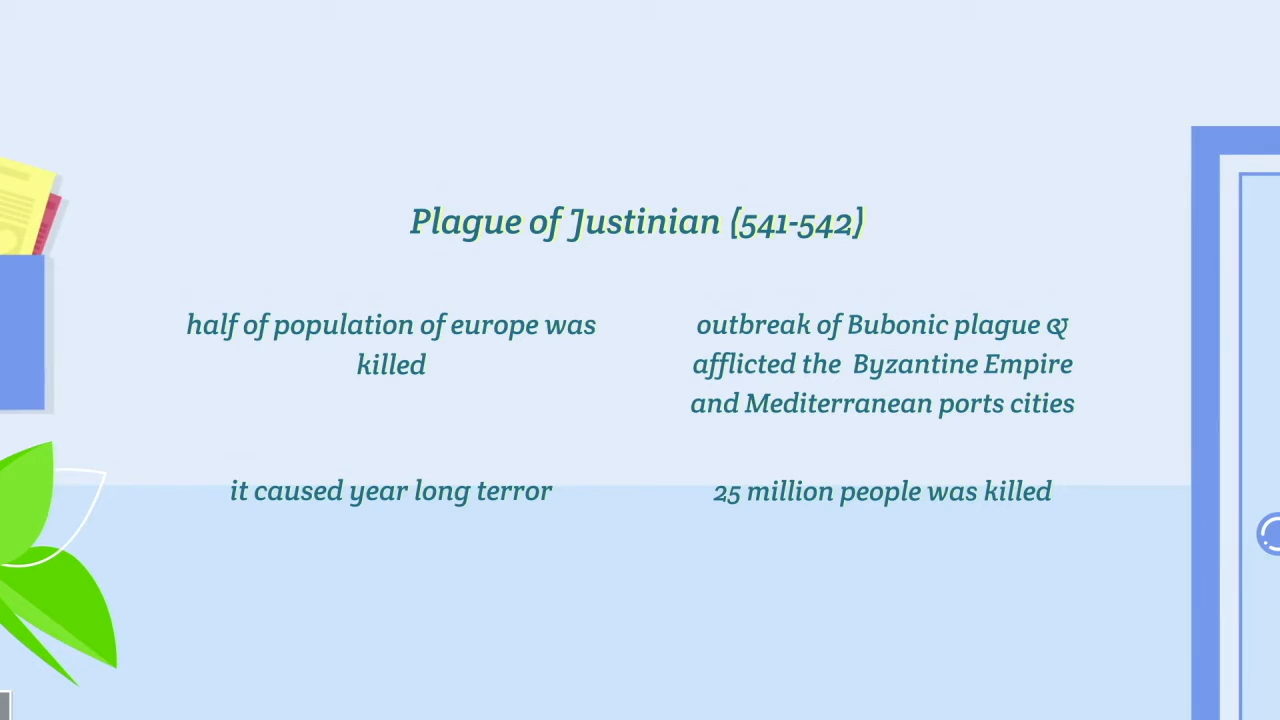 Plague of Justinian (541-542)
half of population of europe was
killed
outbreak of Bubonic plague &
afflicted the  Byzantine Empire
and Mediterranean ports cities
it caused year long terror
25 million people was killed